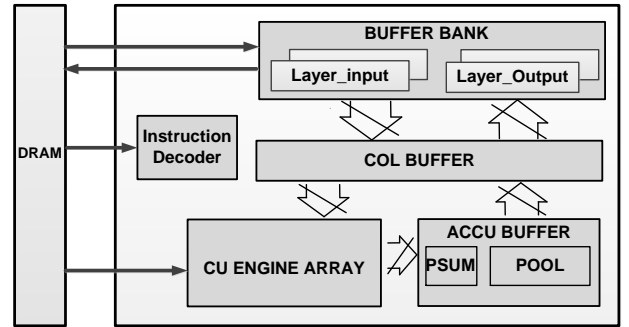 BUFFER BANK
Layer_input
Layer_Output
Instruction
Decoder
DRAM
COL BUFFER
CU ENGINE ARRAY
ACCU BUFFER
PSUM
POOL